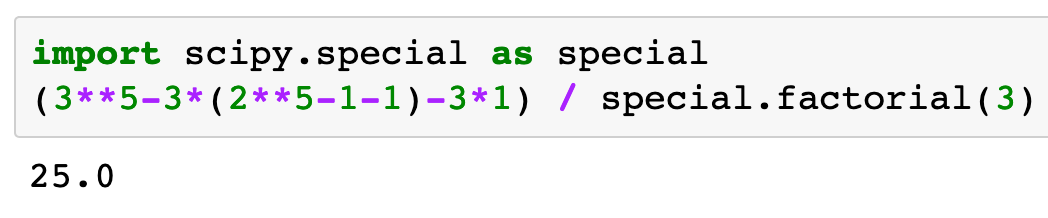 import scipy.special as special
(3**5-3*(2**5-1-1)-3*1) / special.factorial(3)
25.0